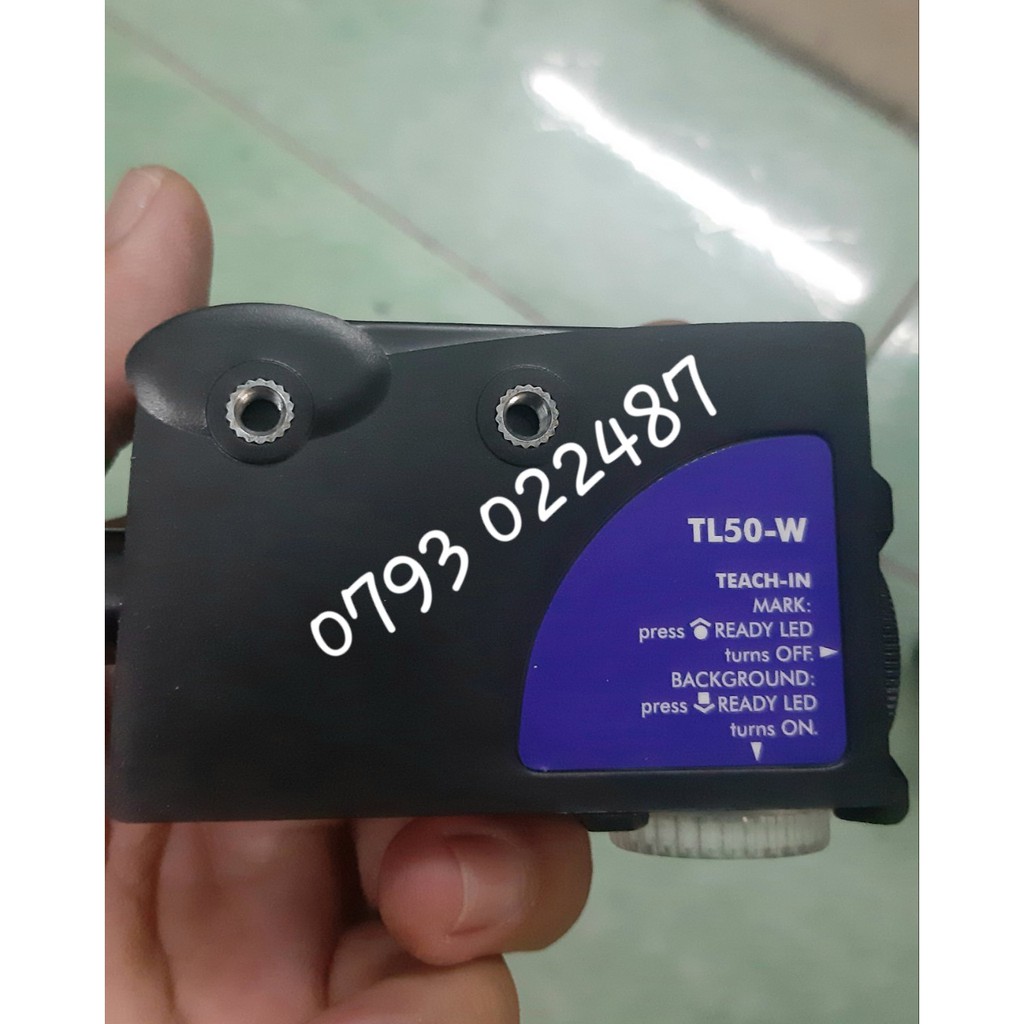 0793 022487
TL50-W
TEACH-IN
MARK:
press READY LED
turns OFF.
BACKGROUND:
press READY LED
turns ON.